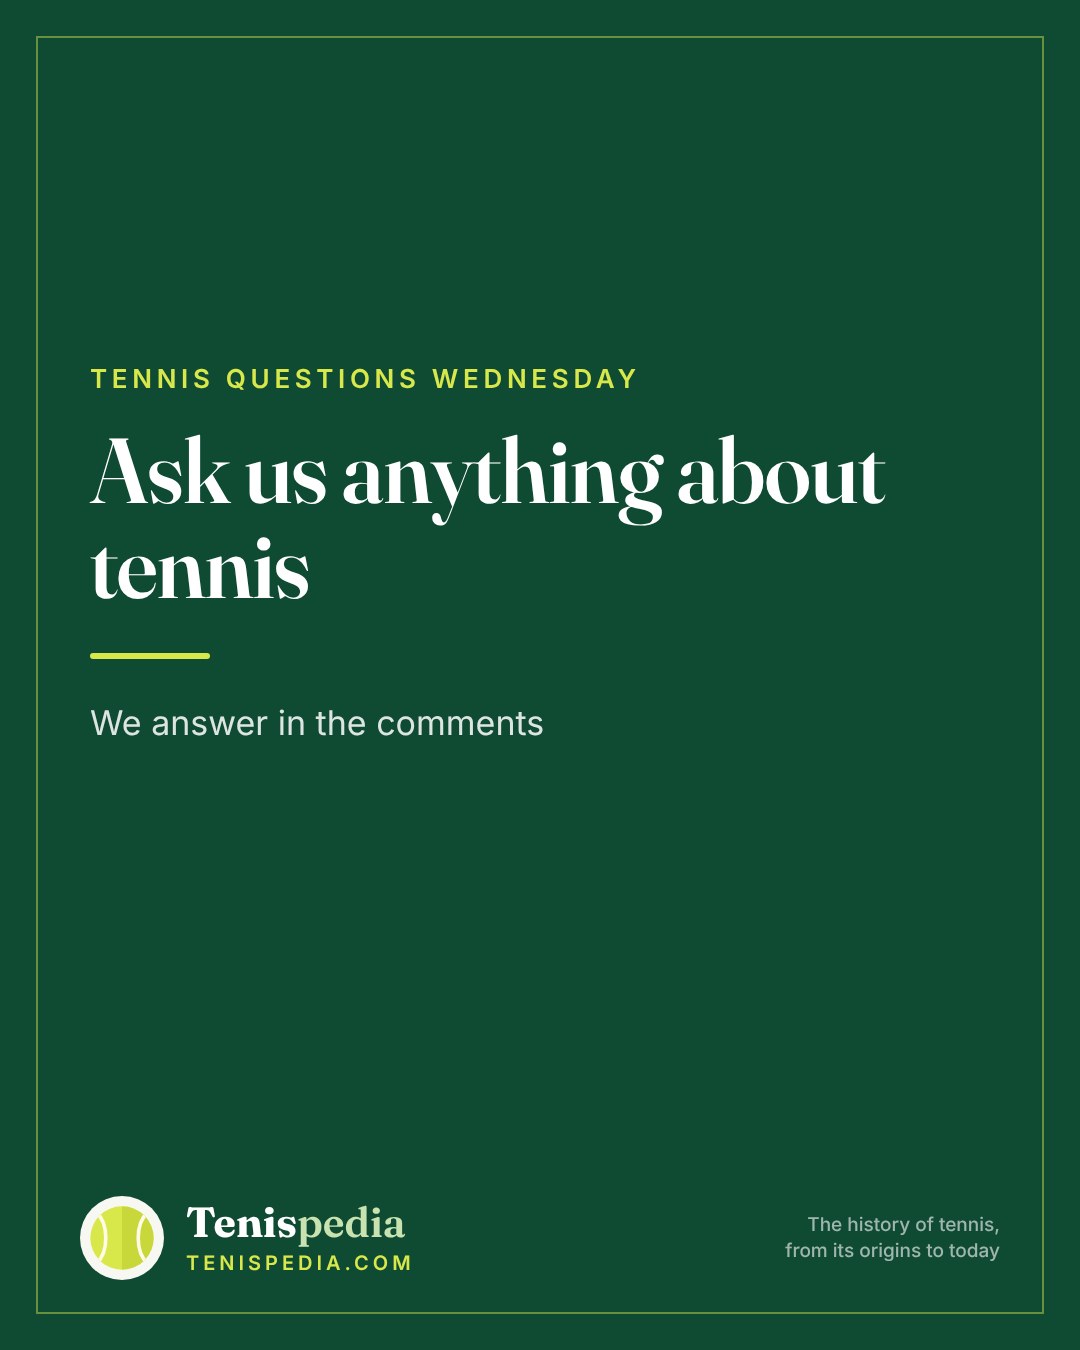 TENNIS QUESTIONS WEDNESDAY
Ask us anything about
tennis
We answer in the comments
Tenispedia
TENISPEDIA.COM
The history of tennis,
from its origins to today